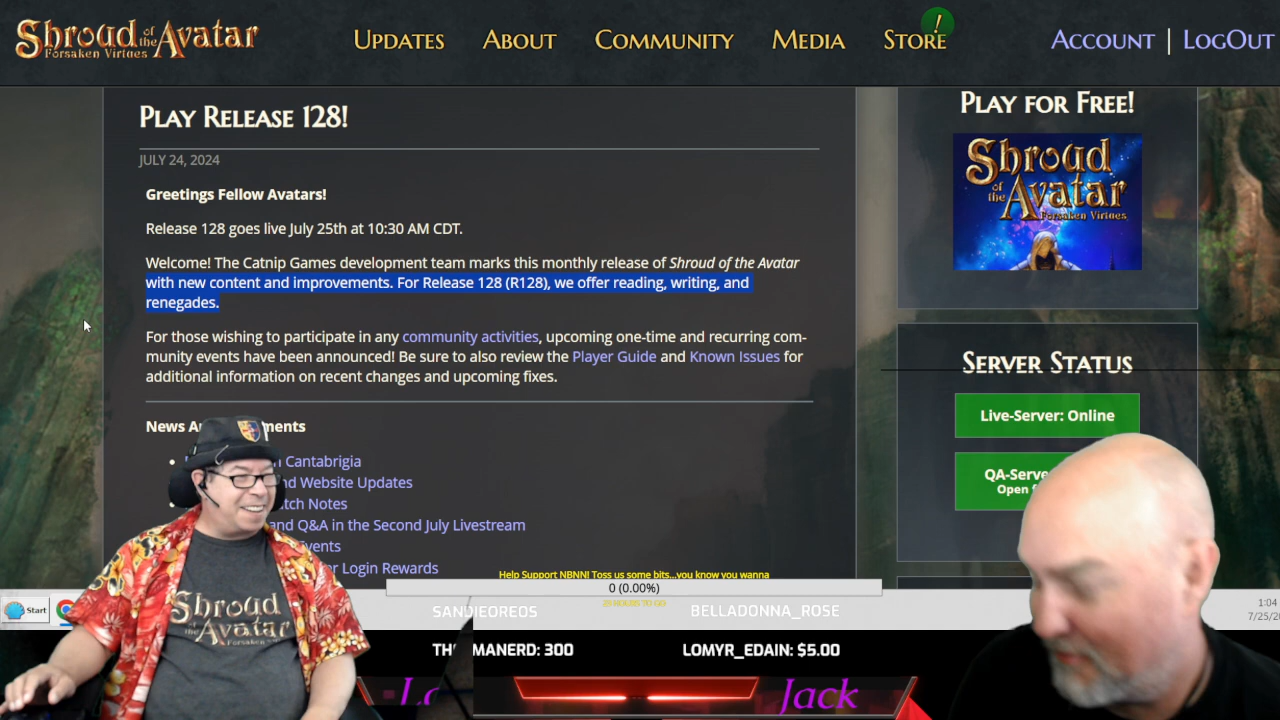 Shroud of the Avatar
Forsaken Virtues
UPDATES
ABOUT
COMMUNITY
MEDIA
STORE
!
ACCOUNT | LOGOUT
PLAY RELEASE 128!
JULY 24, 2024
Greetings Fellow Avatars!
Release 128 goes live July 25th at 10:30 AM CDT.
Welcome! The Catnip Games development team marks this monthly release of Shroud of the Avatar
with new content and improvements. For Release 128 (R128), we offer reading, writing, and
renegades.
For those wishing to participate in any community activities, upcoming one-time and recurring com-
munity events have been announced! Be sure to also review the Player Guide and Known Issues for
additional information on recent changes and upcoming fixes.
News
Cantabrigia
Website Updates
Notes
and Q&A in the Second July Livestream
Login Rewards
PLAY FOR FREE!
Shroud
of the
Avatar
Forsaken Virtues
SERVER STATUS
Live-Server: Online
Open
Shroud
of the
Avatar
Help Support NBNN! Toss us some bits...you know you wanna
0 (0.00%)
Start
SANDIEOREOS
BELLADONNA_ROSE
MANERD: 300
LOMYR_EDAIN: $5.00
Jack
1:04